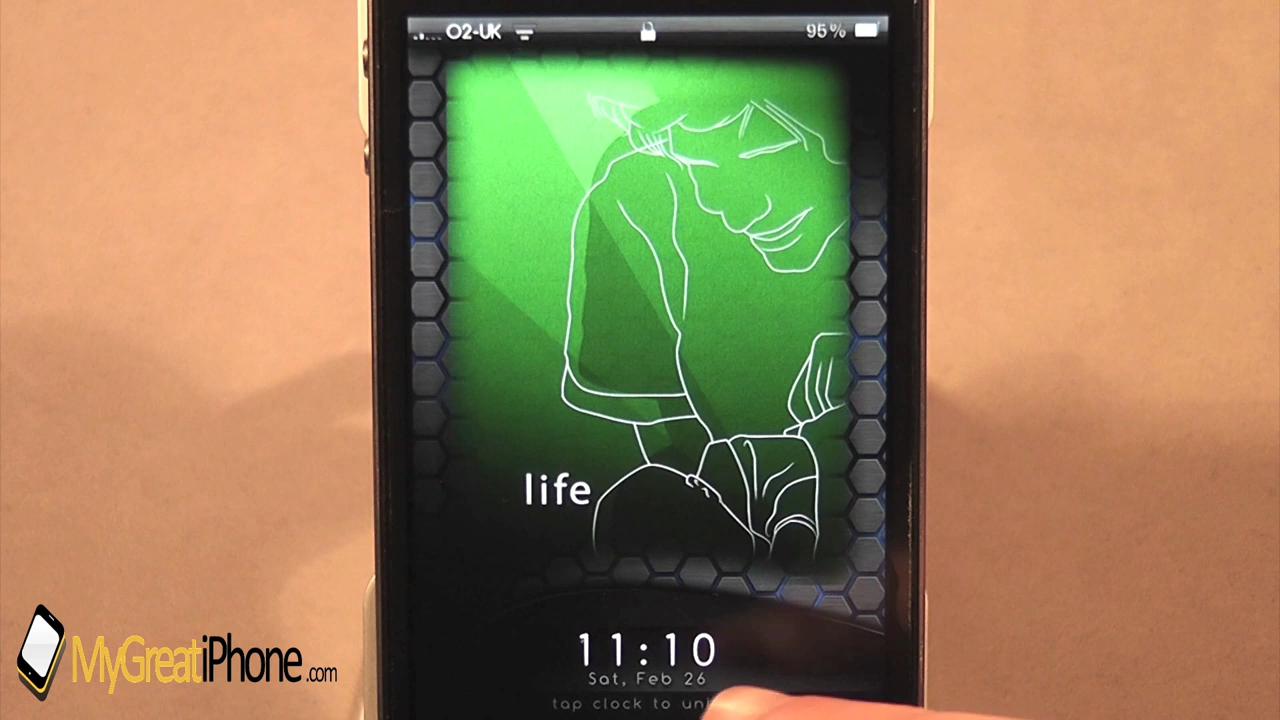 O2-UK
95%
life
11:10
Sat, Feb 26
tap clock to
MyGreatiPhone.com